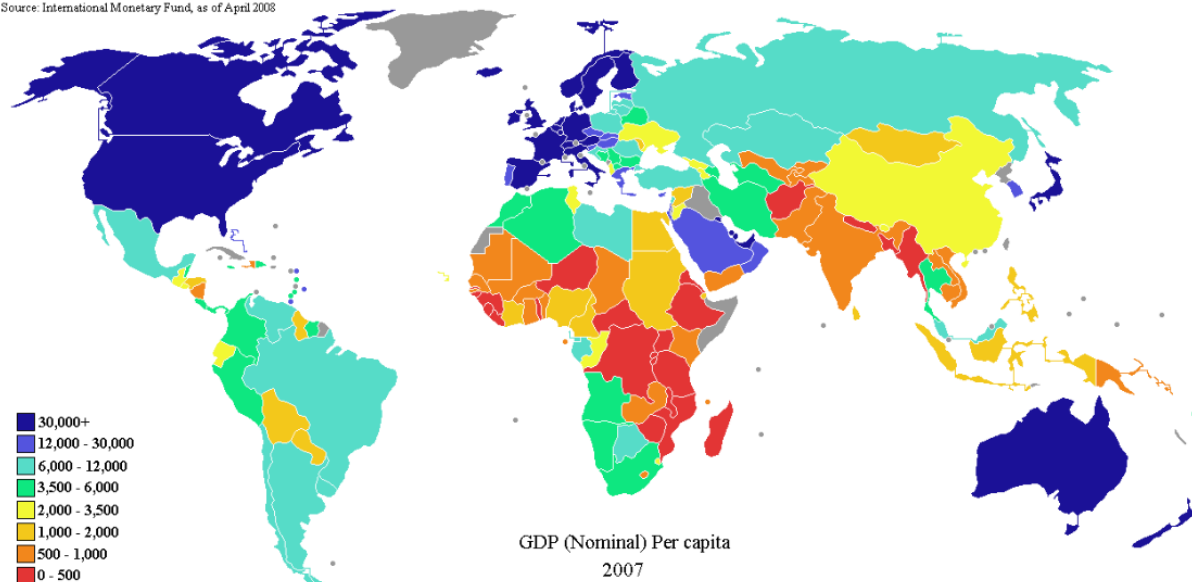 Source: International Monetary Fund, as of April 2008
30,000+
12,000 - 30,000
6,000 - 12,000
3,500 - 6,000
2,000 - 3,500
1,000 - 2,000
500 - 1,000
0 - 500
GDP (Nominal) Per capita
2007